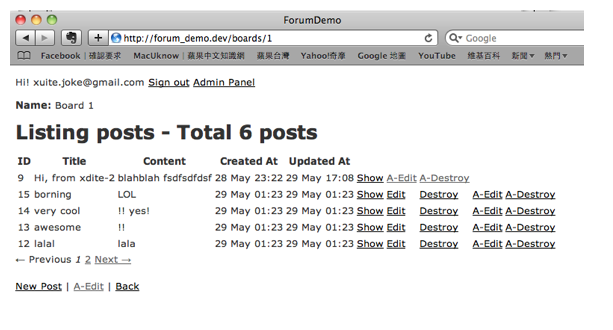 ForumDemo
http://forum_demo.dev/boards/1
Google
Facebook 確認要求 MacUknow 蘋果中文知識網 蘋果台灣 Yahoo!奇摩 Google 地圖 YouTube 維基百科 新聞 熱門
Hi! xuite.joke@gmail.com Sign out Admin Panel
Name: Board 1
Listing posts - Total 6 posts
ID Title Content Created At Updated At
9 Hi, from xdite-2 blahblah fsdfsdfdsf 28 May 23:22 29 May 17:08 Show A-Edit A-Destroy
15 borning LOL 29 May 01:23 29 May 01:23 Show Edit Destroy A-Edit A-Destroy
14 very cool !! yes! 29 May 01:23 29 May 01:23 Show Edit Destroy A-Edit A-Destroy
13 awesome !! 29 May 01:23 29 May 01:23 Show Edit Destroy A-Edit A-Destroy
12 lalal lala 29 May 01:23 29 May 01:23 Show Edit Destroy A-Edit A-Destroy
← Previous 1 2 Next →
New Post | A-Edit | Back